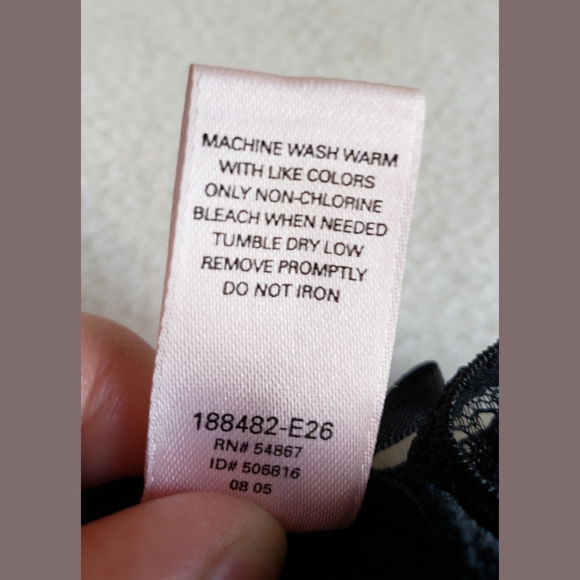 MACHINE WASH WARM
WITH LIKE COLORS
ONLY NON-CHLORINE
BLEACH WHEN NEEDED
TUMBLE DRY LOW
REMOVE PROMPTLY
DO NOT IRON
188482-E26
RN# 54867
ID# 506816
08 05